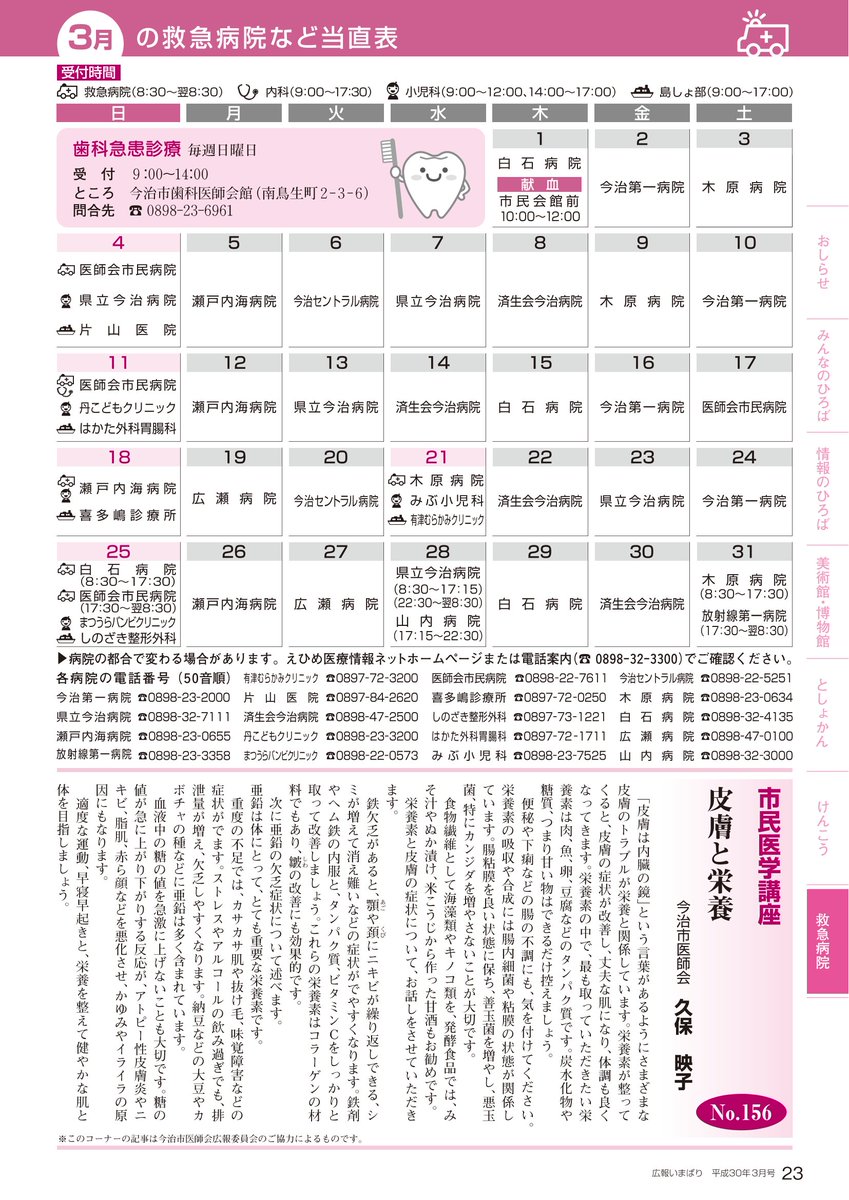 3月 の救急病院など当直表
受付時間
救急病院(8:30～翌8:30) 内科(9:00～17:30) 小児科(9:00～12:00、14:00～17:00) 島しょ部(9:00～17:00)
日 月 火 水 木 金 土
歯科急患診療 毎週日曜日
受 付 9:00～14:00
ところ 今治市歯科医師会館(南鳥生町2-3-6)
問合先 ☎0898-23-6961
1
白石病院
献血
市民会館前
10:00～12:00
2
今治第一病院
3
木原病院
4
医師会市民病院
県立今治病院
片山医院
5
瀬戸内海病院
6
今治セントラル病院
7
県立今治病院
8
済生会今治病院
9
木原病院
10
今治第一病院
11
医師会市民病院
丹こどもクリニック
はかた外科胃腸科
12
瀬戸内海病院
13
県立今治病院
14
済生会今治病院
15
白石病院
16
今治第一病院
17
医師会市民病院
18
瀬戸内海病院
喜多嶋診療所
19
広瀬病院
20
今治セントラル病院
21
木原病院
みぶ小児科
有津むらかみクリニック
22
済生会今治病院
23
県立今治病院
24
今治第一病院
25
白石病院
(8:30～17:30)
医師会市民病院
(17:30～翌8:30)
まつうらバンビクリニック
しのざき整形外科
26
瀬戸内海病院
27
広瀬病院
28
県立今治病院
(8:30～17:15)
(22:30～翌8:30)
山内病院
(17:15～22:30)
29
白石病院
30
済生会今治病院
31
木原病院
(8:30～17:30)
放射線第一病院
(17:30～翌8:30)
▶病院の都合で変わる場合があります。えひめ医療情報ネットホームページまたは電話案内(☎0898-32-3300)でご確認ください。
各病院の電話番号(50音順) 有津むらかみクリニック ☎0897-72-3200 医師会市民病院 ☎0898-22-7611 今治セントラル病院 ☎0898-22-5251
今治第一病院 ☎0898-23-2000 片山医院 ☎0897-84-2620 喜多嶋診療所 ☎0897-72-0250 木原病院 ☎0898-23-0634
県立今治病院 ☎0898-32-7111 済生会今治病院 ☎0898-47-2500 しのざき整形外科 ☎0897-73-1221 白石病院 ☎0898-32-4135
瀬戸内海病院 ☎0898-23-0655 丹こどもクリニック ☎0898-23-3200 はかた外科胃腸科 ☎0897-72-1711 広瀬病院 ☎0898-47-0100
放射線第一病院 ☎0898-23-3358 まつうらバンビクリニック ☎0898-22-0573 みぶ小児科 ☎0898-23-7525 山内病院 ☎0898-32-3000
市民医学講座
皮膚と栄養
今治市医師会 久保 映子
No.156
「皮膚は内臓の鏡」という言葉があるようにさまざまな
皮膚のトラブルが栄養と関係しています。栄養素が整って
くると、皮膚の症状が改善し、丈夫な肌になり、体調も良く
なってきます。栄養素の中で、最も取っていただきたい栄
養素は肉、魚、卵、豆腐などのタンパク質です。炭水化物や
糖質、つまり甘い物はできるだけ控えましょう。
便秘や下痢などの腸の不調にも、気を付けてください。
栄養素の吸収や合成には腸内細菌や粘膜の状態が関係し
ています。腸粘膜を良い状態に保ち、善玉菌を増やし、悪玉
菌、特にカンジダを増やさないことが大切です。
食物繊維として海藻類やキノコ類を、発酵食品では、み
そ汁やぬか漬け、米こうじから作った甘酒もお勧めです。
栄養素と皮膚の症状について、お話しをさせていただき
ます。
鉄欠乏があると、顎や頚にニキビが繰り返しできる、シ
ミが増えて消え難いなどの症状がでやすくなります。鉄剤
やヘム鉄の内服と、タンパク質、ビタミンCをしっかりと
取って改善しましょう。これらの栄養素はコラーゲンの材
料でもあり、皺の改善にも効果的です。
次に亜鉛の欠乏症状について述べます。
亜鉛は体にとって、とても重要な栄養素です。
重度の不足では、カサカサ肌や抜け毛、味覚障害などの
症状がでます。ストレスやアルコールの飲み過ぎでも、排
泄量が増え、欠乏しやすくなります。納豆などの大豆やカ
ボチャの種などに亜鉛は多く含まれています。
血液中の糖の値を急激に上げないことも大切です。糖の
値が急に上がり下がりする反応が、アトピー性皮膚炎やニ
キビ、脂肌、赤ら顔などを悪化させ、かゆみやイライラの原
因にもなります。
適度な運動、早寝早起きと、栄養を整えて健やかな肌と
体を目指しましょう。
※このコーナーの記事は今治市医師会広報委員会のご協力によるものです。
おしらせ
みんなのひろば
情報のひろば
美術館・博物館
としょかん
けんこう
救急病院
広報いまばり 平成30年3月号 23